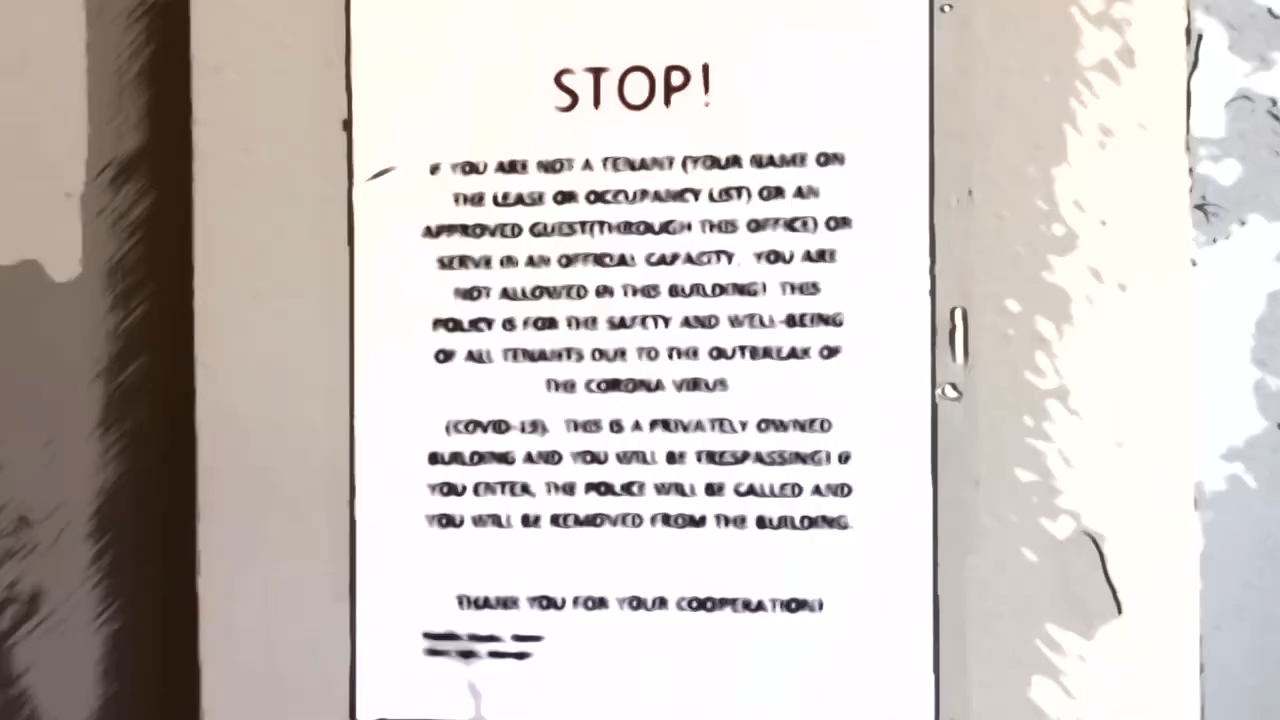 STOP!
IF YOU ARE NOT A TENANT (YOUR NAME ON
THE LEASE OR OCCUPANCY LIST) OR AN
APPROVED GUEST(THROUGH THIS OFFICE) OR
SERVE IN AN OFFICIAL CAPACITY. YOU ARE
NOT ALLOWED IN THIS BUILDING! THIS
POLICY IS FOR THE SAFETY AND WELL-BEING
OF ALL TENANTS DUE TO THE OUTBREAK OF
THE CORONA VIRUS
(COVID-19). THIS IS A PRIVATELY OWNED
BUILDING AND YOU WILL BE TRESPASSING! IF
YOU ENTER, THE POLICE WILL BE CALLED AND
YOU WILL BE REMOVED FROM THE BUILDING.
THANK YOU FOR YOUR COOPERATION!